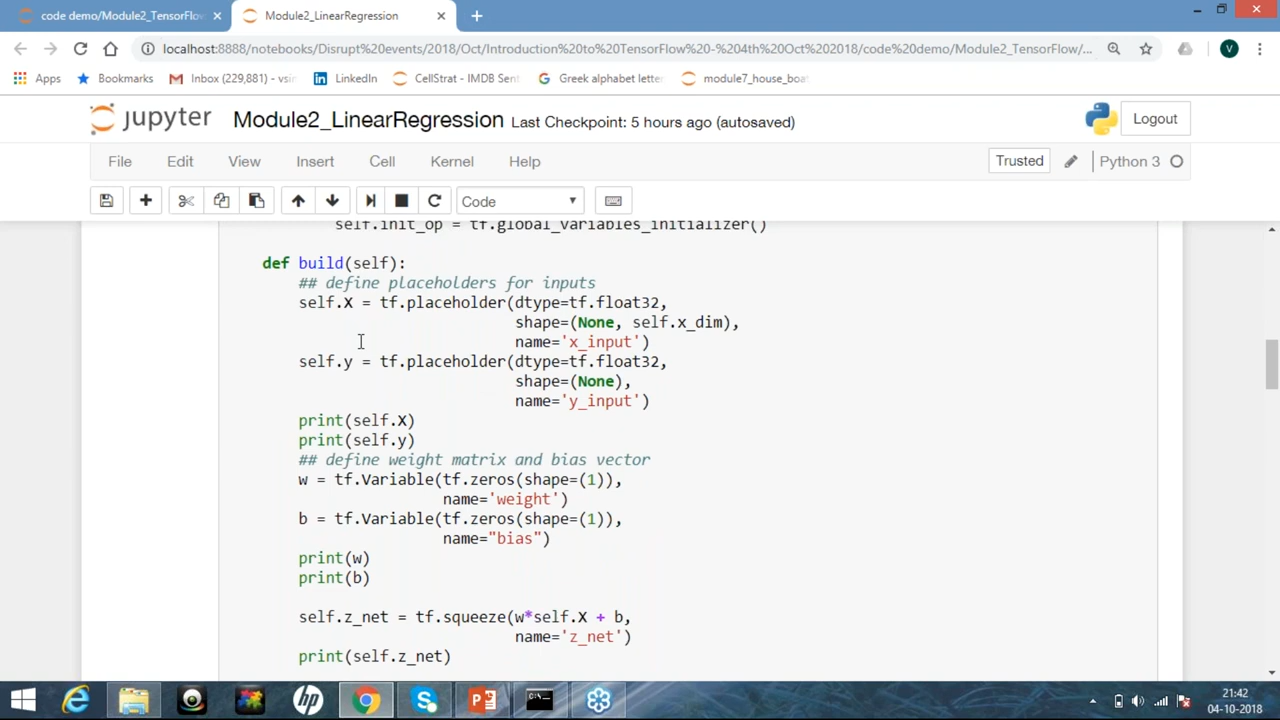 code demo/Module2_TensorFlow
Module2_LinearRegression
localhost:8888/notebooks/Disrupt%20events/2018/Oct/Introduction%20to%20TensorFlow%20-%204th%20Oct%202018/code%20demo/Module2_TensorFlow/...
V
Apps
Bookmarks
Inbox (229,881) - vsin
LinkedIn
CellStrat - IMDB Sent
Greek alphabet letter
module7_house_boat
jupyter
Module2_LinearRegression Last Checkpoint: 5 hours ago (autosaved)
Logout
File Edit View Insert Cell Kernel Help
Trusted
Python 3
Code
self.init_op = tf.global_variables_initializer()
def build(self):
## define placeholders for inputs
self.X = tf.placeholder(dtype=tf.float32,
shape=(None, self.x_dim),
name='x_input')
self.y = tf.placeholder(dtype=tf.float32,
shape=(None),
name='y_input')
print(self.X)
print(self.y)
## define weight matrix and bias vector
w = tf.Variable(tf.zeros(shape=(1)),
name='weight')
b = tf.Variable(tf.zeros(shape=(1)),
name="bias")
print(w)
print(b)
self.z_net = tf.squeeze(w*self.X + b,
name='z_net')
print(self.z_net)
hp
21:42
04-10-2018